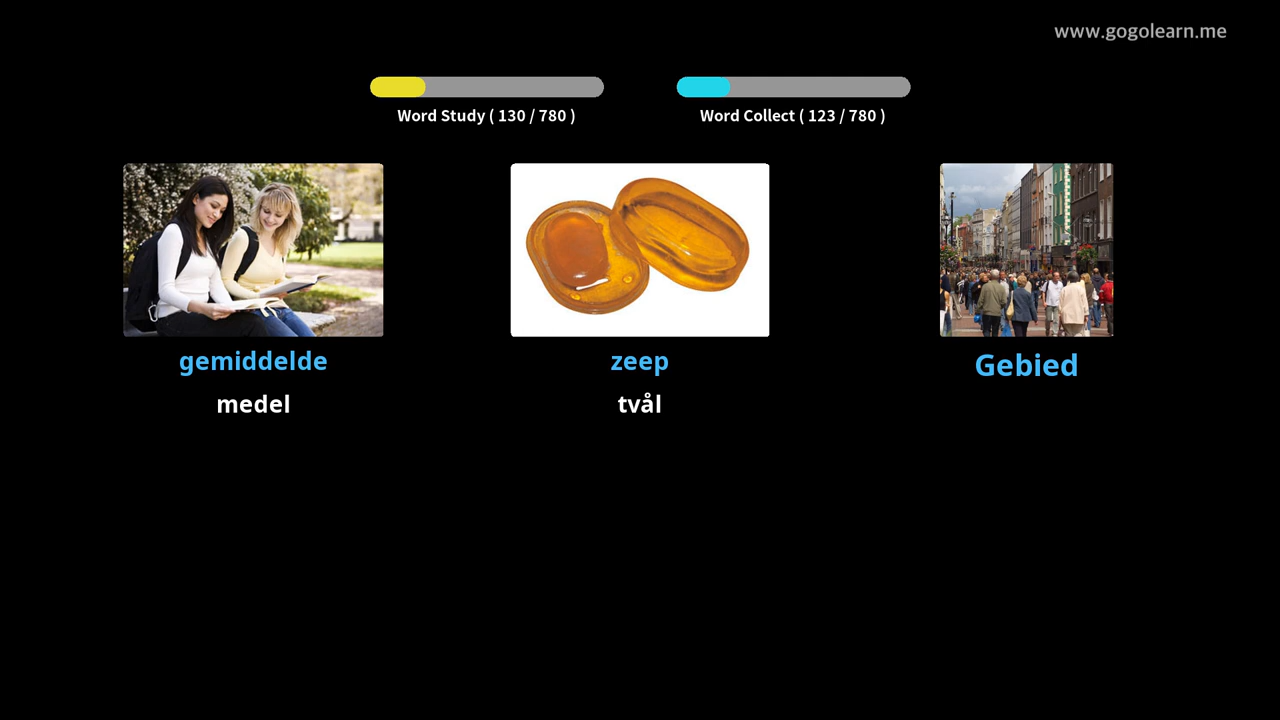 www.gogolearn.me
Word Study ( 130 / 780 )
Word Collect ( 123 / 780 )
gemiddelde
medel
zeep
tvål
Gebied